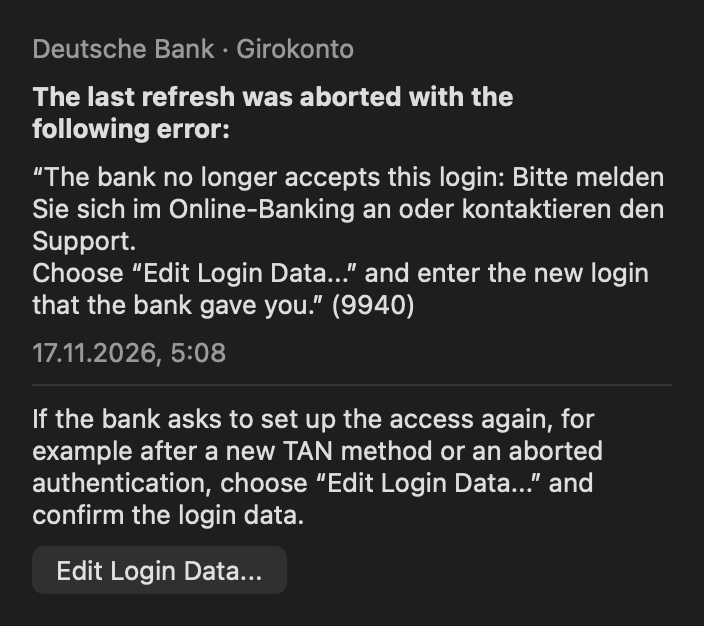 Deutsche Bank · Girokonto
The last refresh was aborted with the
following error:
“The bank no longer accepts this login: Bitte melden
Sie sich im Online-Banking an oder kontaktieren den
Support.
Choose “Edit Login Data...” and enter the new login
that the bank gave you.” (9940)
17.11.2026, 5:08
If the bank asks to set up the access again, for
example after a new TAN method or an aborted
authentication, choose “Edit Login Data...” and
confirm the login data.
Edit Login Data...